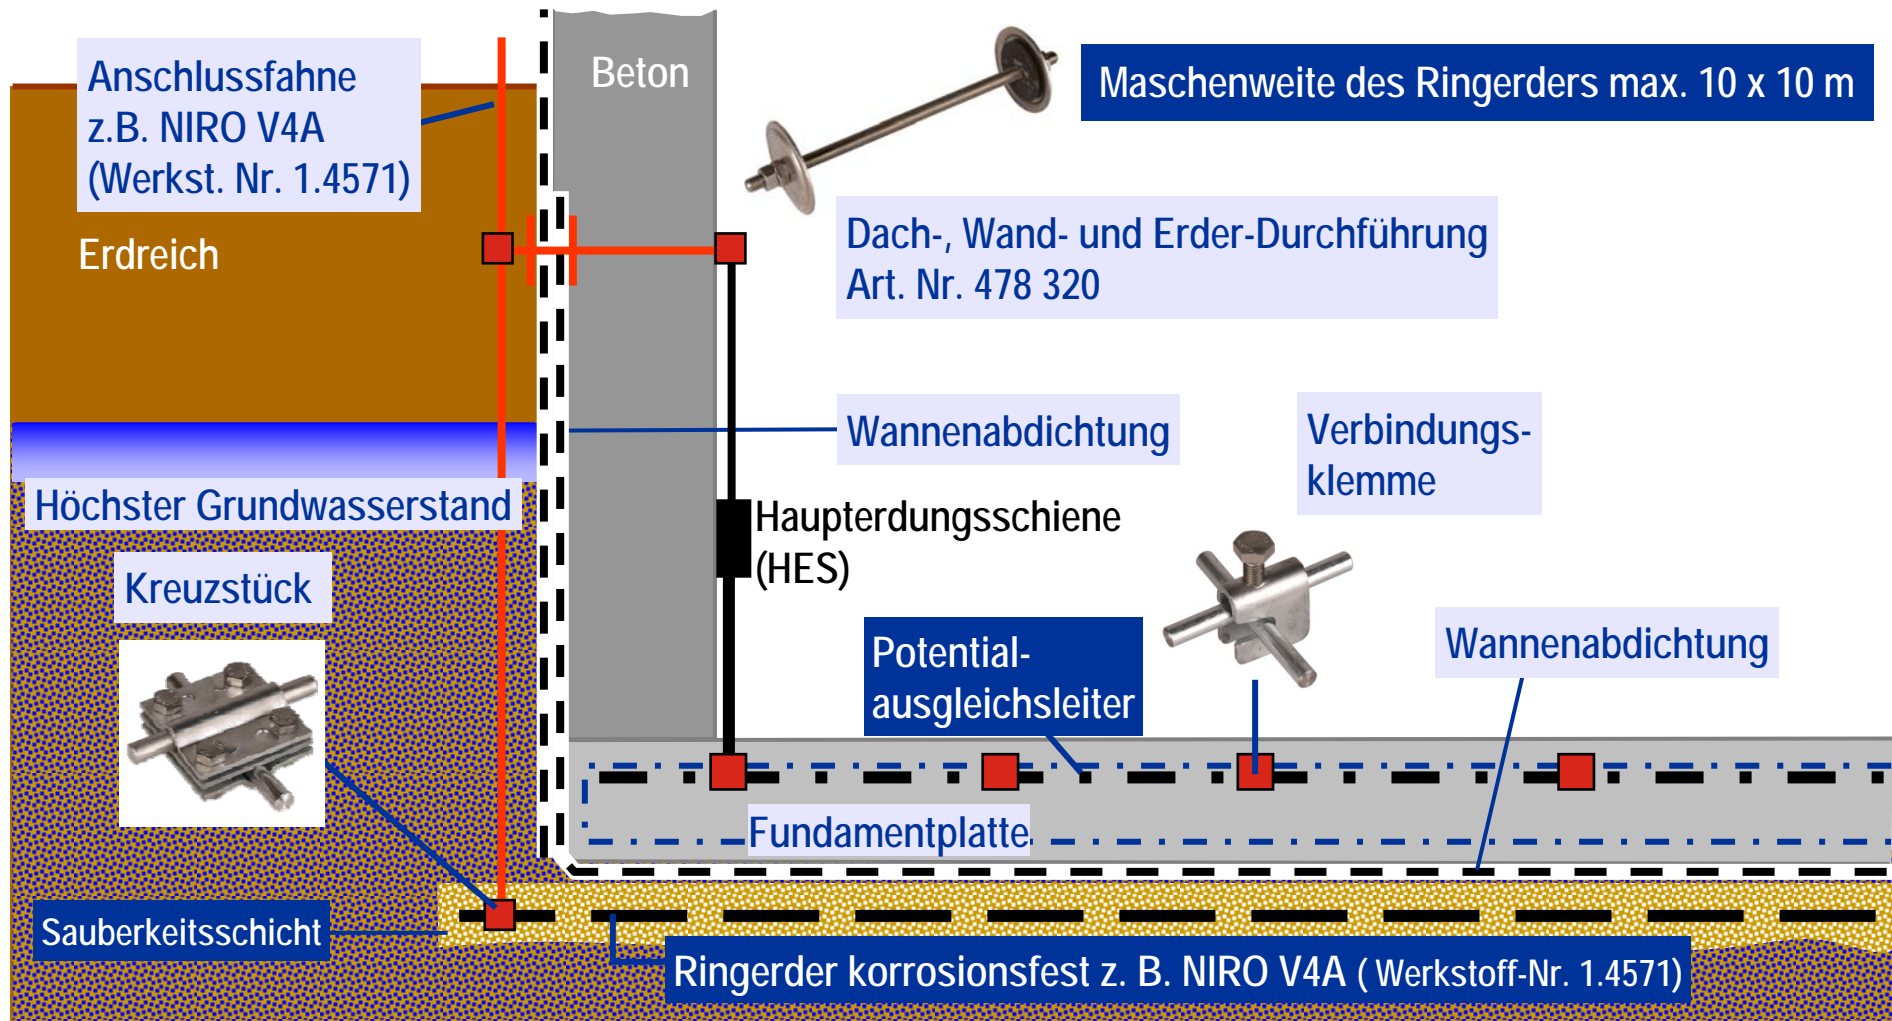 Anschlussfahne
z.B. NIRO V4A
(Werkst. Nr. 1.4571)
Beton
Maschenweite des Ringerders max. 10 x 10 m
Erdreich
Dach-, Wand- und Erder-Durchführung
Art. Nr. 478 320
Wannenabdichtung
Verbindungs-
klemme
Höchster Grundwasserstand
Haupterdungsschiene
(HES)
Kreuzstück
Potential-
ausgleichsleiter
Wannenabdichtung
Fundamentplatte
Sauberkeitsschicht
Ringerder korrosionsfest z. B. NIRO V4A ( Werkstoff-Nr. 1.4571)